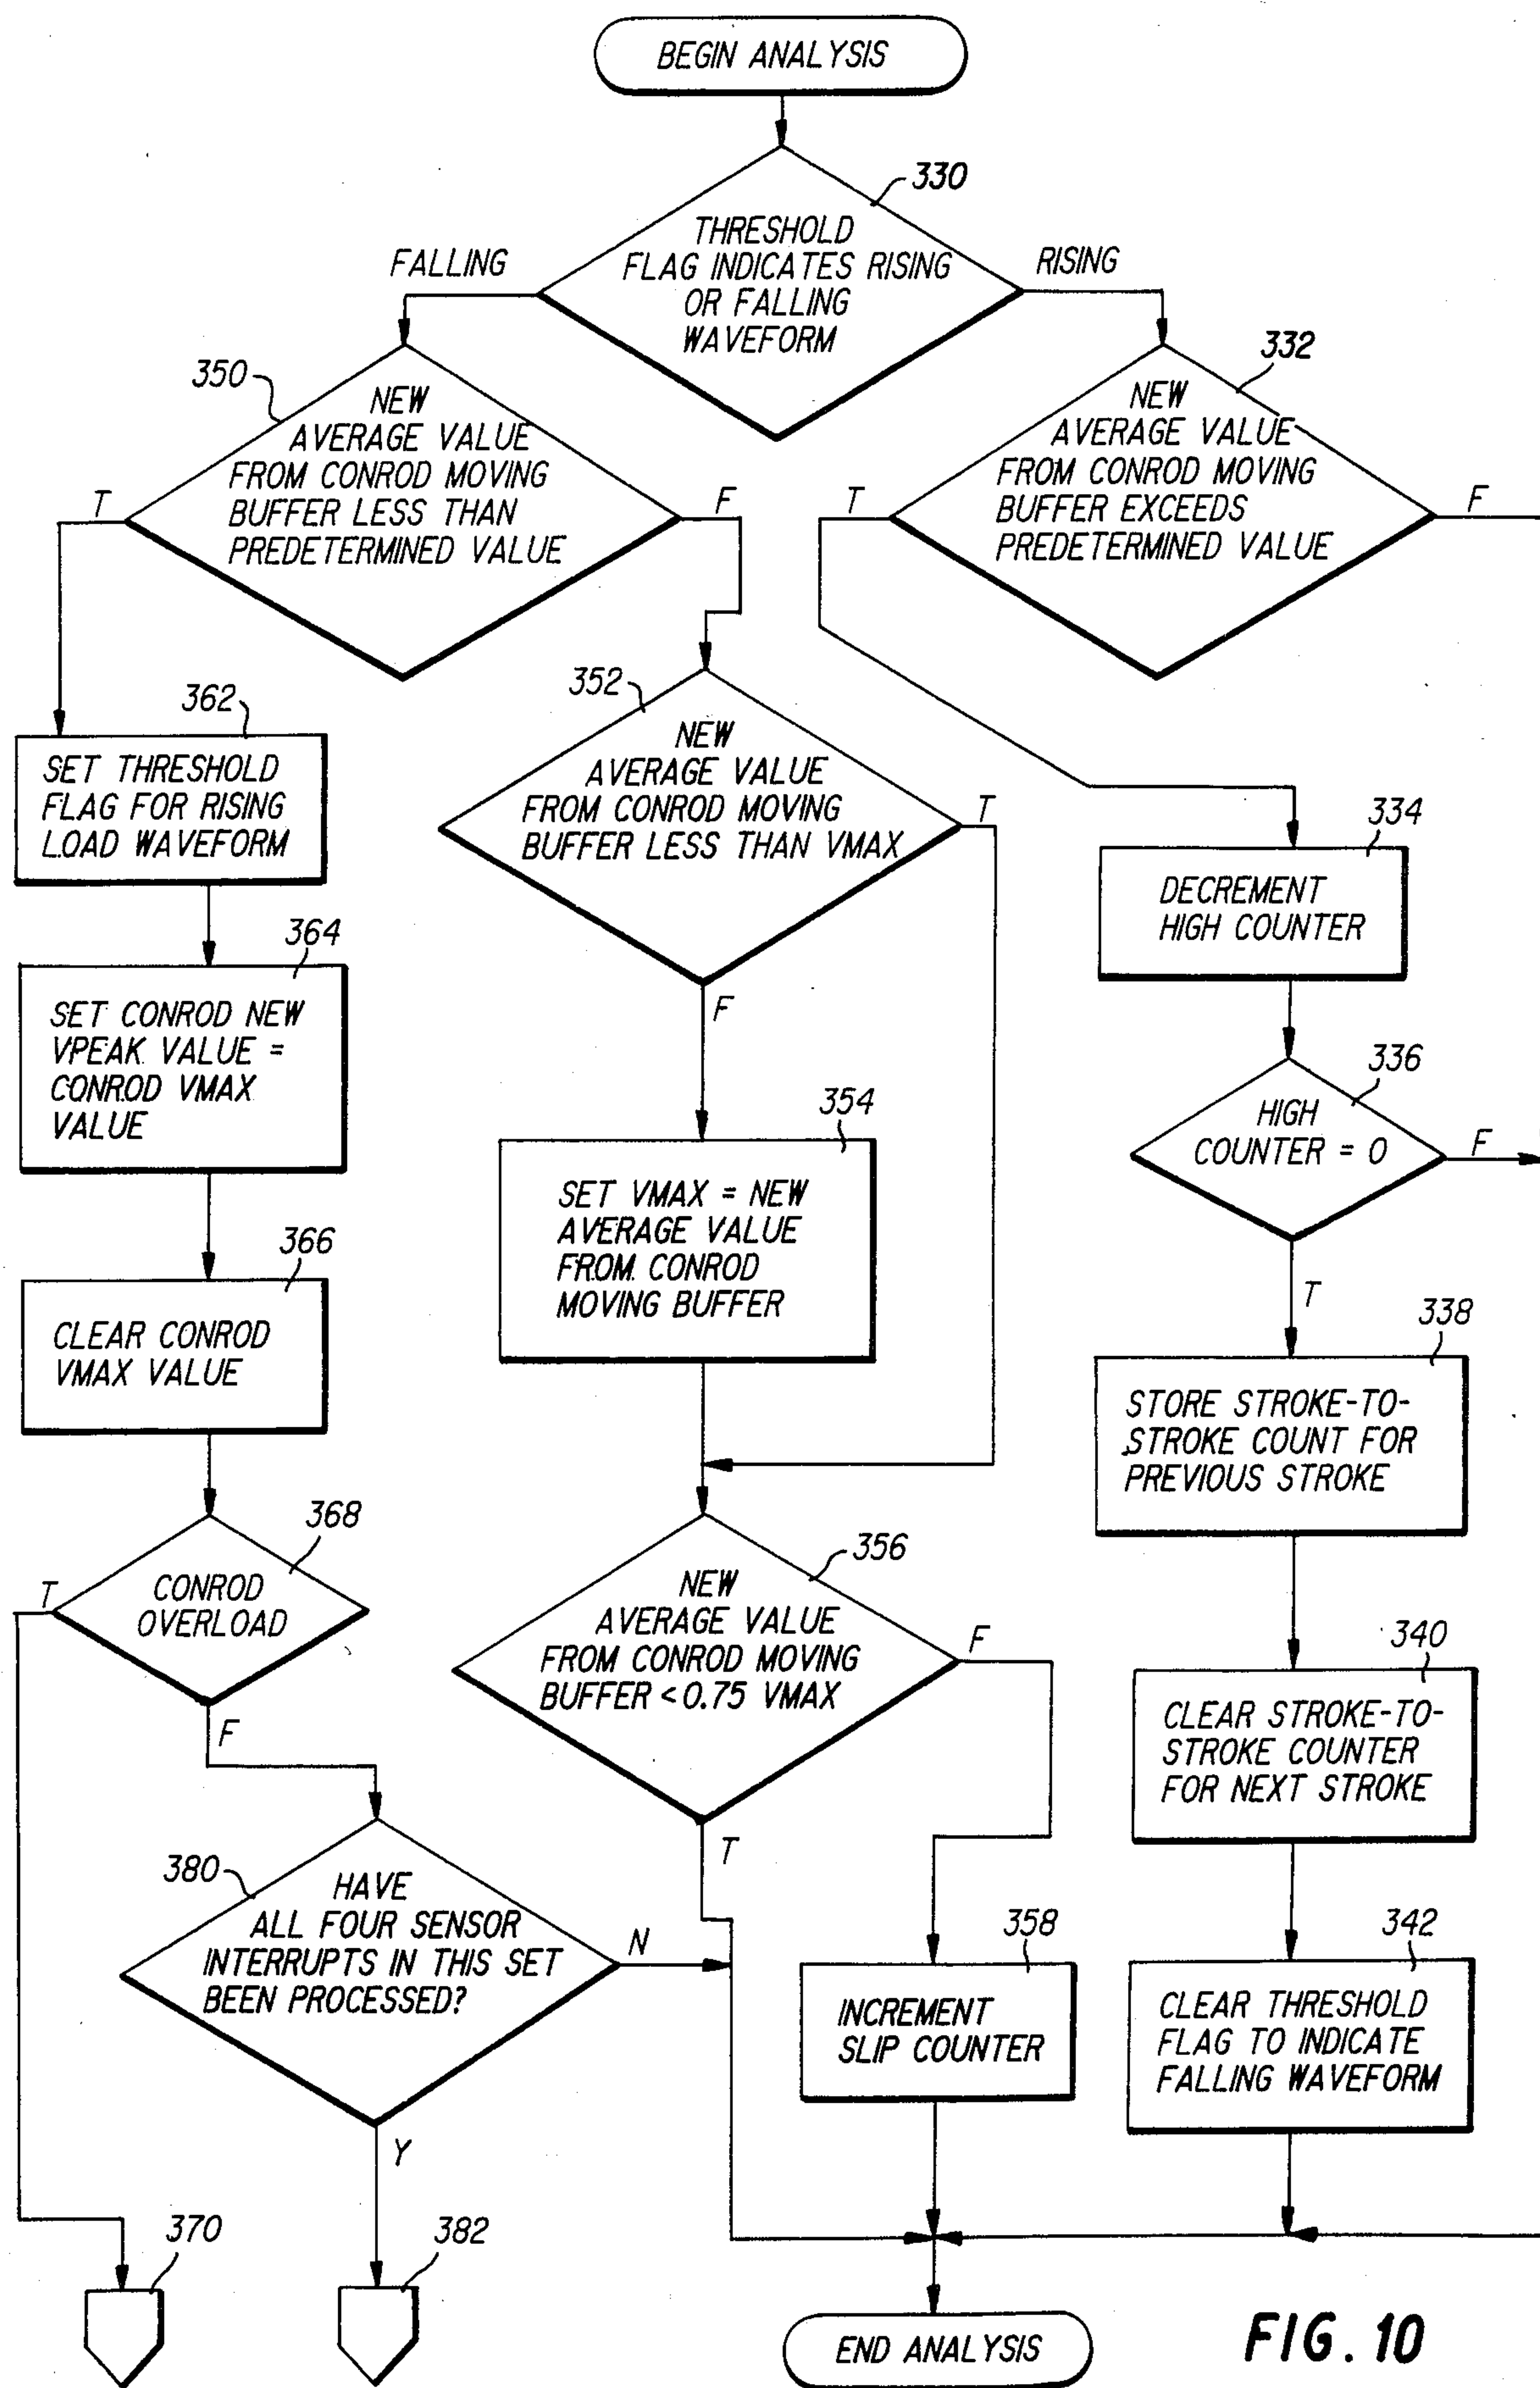 BEGIN ANALYSIS
330
THRESHOLD
FLAG INDICATES RISING
OR FALLING
WAVEFORM
FALLING
RISING
350
NEW
AVERAGE VALUE
FROM CONROD MOVING
BUFFER LESS THAN
PREDETERMINED VALUE
T
F
332
NEW
AVERAGE VALUE
FROM CONROD MOVING
BUFFER EXCEEDS
PREDETERMINED VALUE
T
F
362
SET THRESHOLD
FLAG FOR RISING
LOAD WAVEFORM
352
NEW
AVERAGE VALUE
FROM CONROD MOVING
BUFFER LESS THAN VMAX
T
F
334
DECREMENT
HIGH COUNTER
364
SET CONROD NEW
VPEAK VALUE =
CONROD VMAX
VALUE
336
HIGH
COUNTER = 0
F
T
354
SET VMAX = NEW
AVERAGE VALUE
FROM CONROD
MOVING BUFFER
366
CLEAR CONROD
VMAX VALUE
338
STORE STROKE-TO-
STROKE COUNT FOR
PREVIOUS STROKE
368
CONROD
OVERLOAD
T
F
356
NEW
AVERAGE VALUE
FROM CONROD MOVING
BUFFER < 0.75 VMAX
F
T
340
CLEAR STROKE-TO-
STROKE COUNTER
FOR NEXT STROKE
380
HAVE
ALL FOUR SENSOR
INTERRUPTS IN THIS SET
BEEN PROCESSED?
N
Y
358
INCREMENT
SLIP COUNTER
342
CLEAR THRESHOLD
FLAG TO INDICATE
FALLING WAVEFORM
370
382
END ANALYSIS
FIG. 10